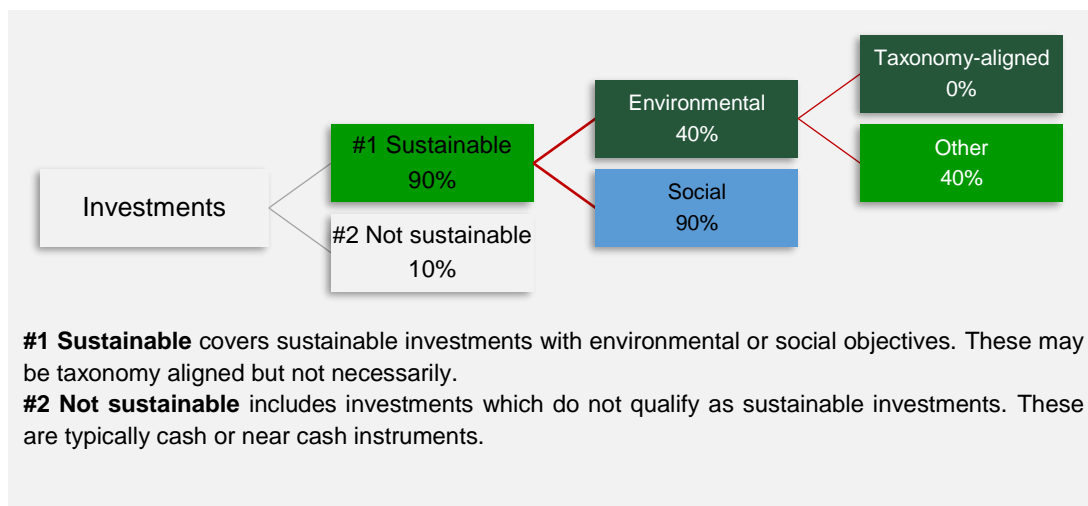 Investments
#1 Sustainable
90%
#2 Not sustainable
10%
Environmental
40%
Social
90%
Taxonomy-aligned
0%
Other
40%
#1 Sustainable covers sustainable investments with environmental or social objectives. These may
be taxonomy aligned but not necessarily.
#2 Not sustainable includes investments which do not qualify as sustainable investments. These
are typically cash or near cash instruments.